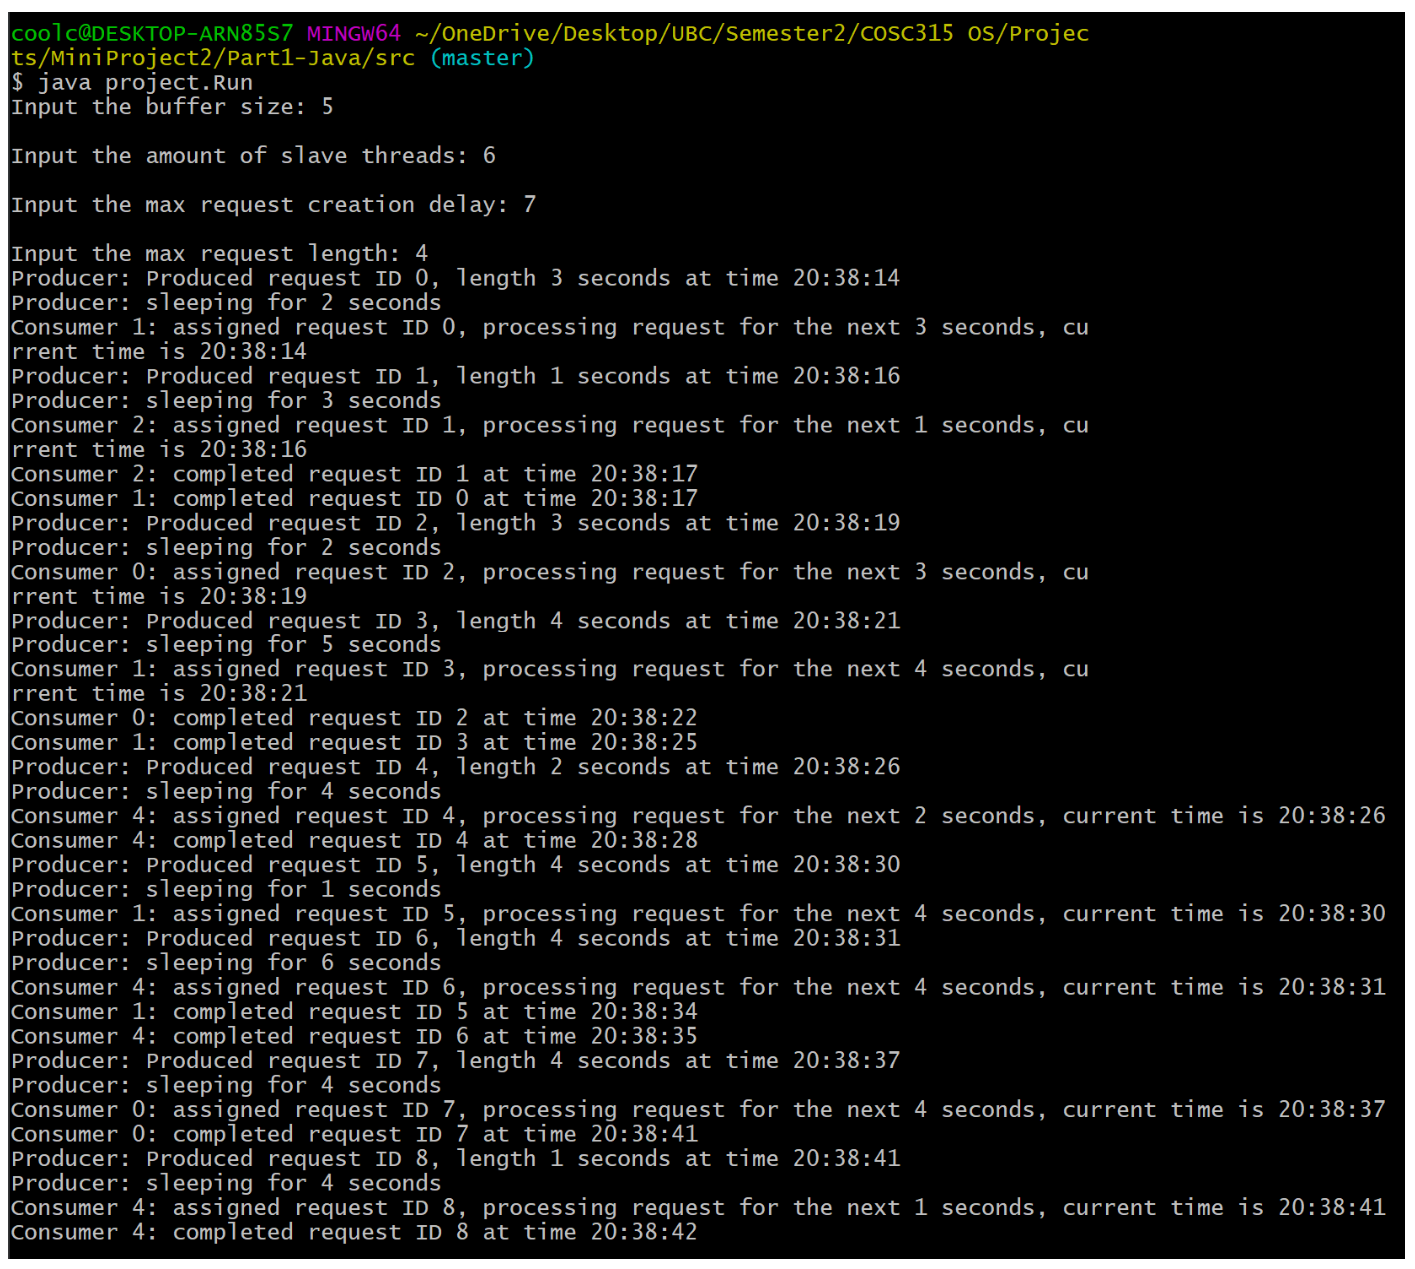 coolc@DESKTOP-ARN85S7 MINGW64 ~/OneDrive/Desktop/UBC/Semester2/COSC315 OS/Projec
ts/MiniProject2/Part1-Java/src (master)
$ java project.Run
Input the buffer size: 5
Input the amount of slave threads: 6
Input the max request creation delay: 7
Input the max request length: 4
Producer: Produced request ID 0, length 3 seconds at time 20:38:14
Producer: sleeping for 2 seconds
Consumer 1: assigned request ID 0, processing request for the next 3 seconds, cu
rrent time is 20:38:14
Producer: Produced request ID 1, length 1 seconds at time 20:38:16
Producer: sleeping for 3 seconds
Consumer 2: assigned request ID 1, processing request for the next 1 seconds, cu
rrent time is 20:38:16
Consumer 2: completed request ID 1 at time 20:38:17
Consumer 1: completed request ID 0 at time 20:38:17
Producer: Produced request ID 2, length 3 seconds at time 20:38:19
Producer: sleeping for 2 seconds
Consumer 0: assigned request ID 2, processing request for the next 3 seconds, cu
rrent time is 20:38:19
Producer: Produced request ID 3, length 4 seconds at time 20:38:21
Producer: sleeping for 5 seconds
Consumer 1: assigned request ID 3, processing request for the next 4 seconds, cu
rrent time is 20:38:21
Consumer 0: completed request ID 2 at time 20:38:22
Consumer 1: completed request ID 3 at time 20:38:25
Producer: Produced request ID 4, length 2 seconds at time 20:38:26
Producer: sleeping for 4 seconds
Consumer 4: assigned request ID 4, processing request for the next 2 seconds, current time is 20:38:26
Consumer 4: completed request ID 4 at time 20:38:28
Producer: Produced request ID 5, length 4 seconds at time 20:38:30
Producer: sleeping for 1 seconds
Consumer 1: assigned request ID 5, processing request for the next 4 seconds, current time is 20:38:30
Producer: Produced request ID 6, length 4 seconds at time 20:38:31
Producer: sleeping for 6 seconds
Consumer 4: assigned request ID 6, processing request for the next 4 seconds, current time is 20:38:31
Consumer 1: completed request ID 5 at time 20:38:34
Consumer 4: completed request ID 6 at time 20:38:35
Producer: Produced request ID 7, length 4 seconds at time 20:38:37
Producer: sleeping for 4 seconds
Consumer 0: assigned request ID 7, processing request for the next 4 seconds, current time is 20:38:37
Consumer 0: completed request ID 7 at time 20:38:41
Producer: Produced request ID 8, length 1 seconds at time 20:38:41
Producer: sleeping for 4 seconds
Consumer 4: assigned request ID 8, processing request for the next 1 seconds, current time is 20:38:41
Consumer 4: completed request ID 8 at time 20:38:42